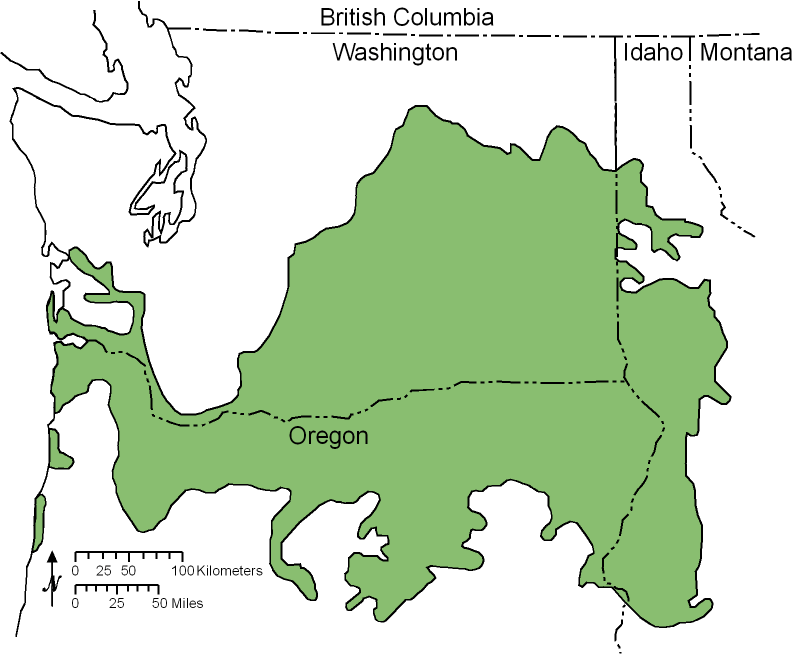 British Columbia
Washington
Idaho
Montana
Oregon
0 25 50 100 Kilometers
N
0 25 50 Miles